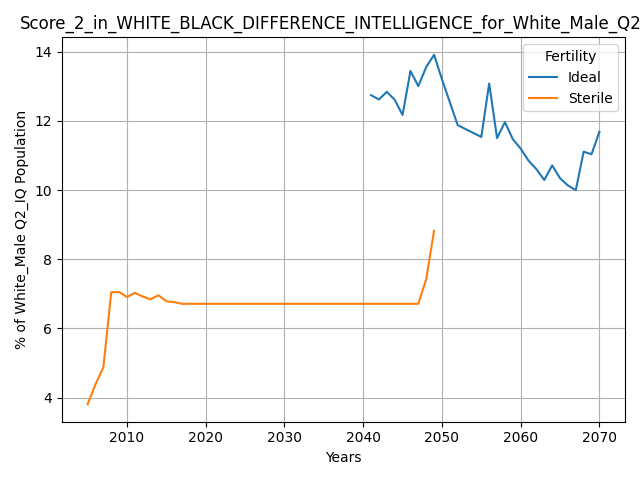 Score_2_in_WHITE_BLACK_DIFFERENCE_INTELLIGENCE_for_White_Male_Q2
% of White_Male Q2_IQ Population
14
12
10
8
6
4
Fertility
Ideal
Sterile
2010 2020 2030 2040 2050 2060 2070
Years